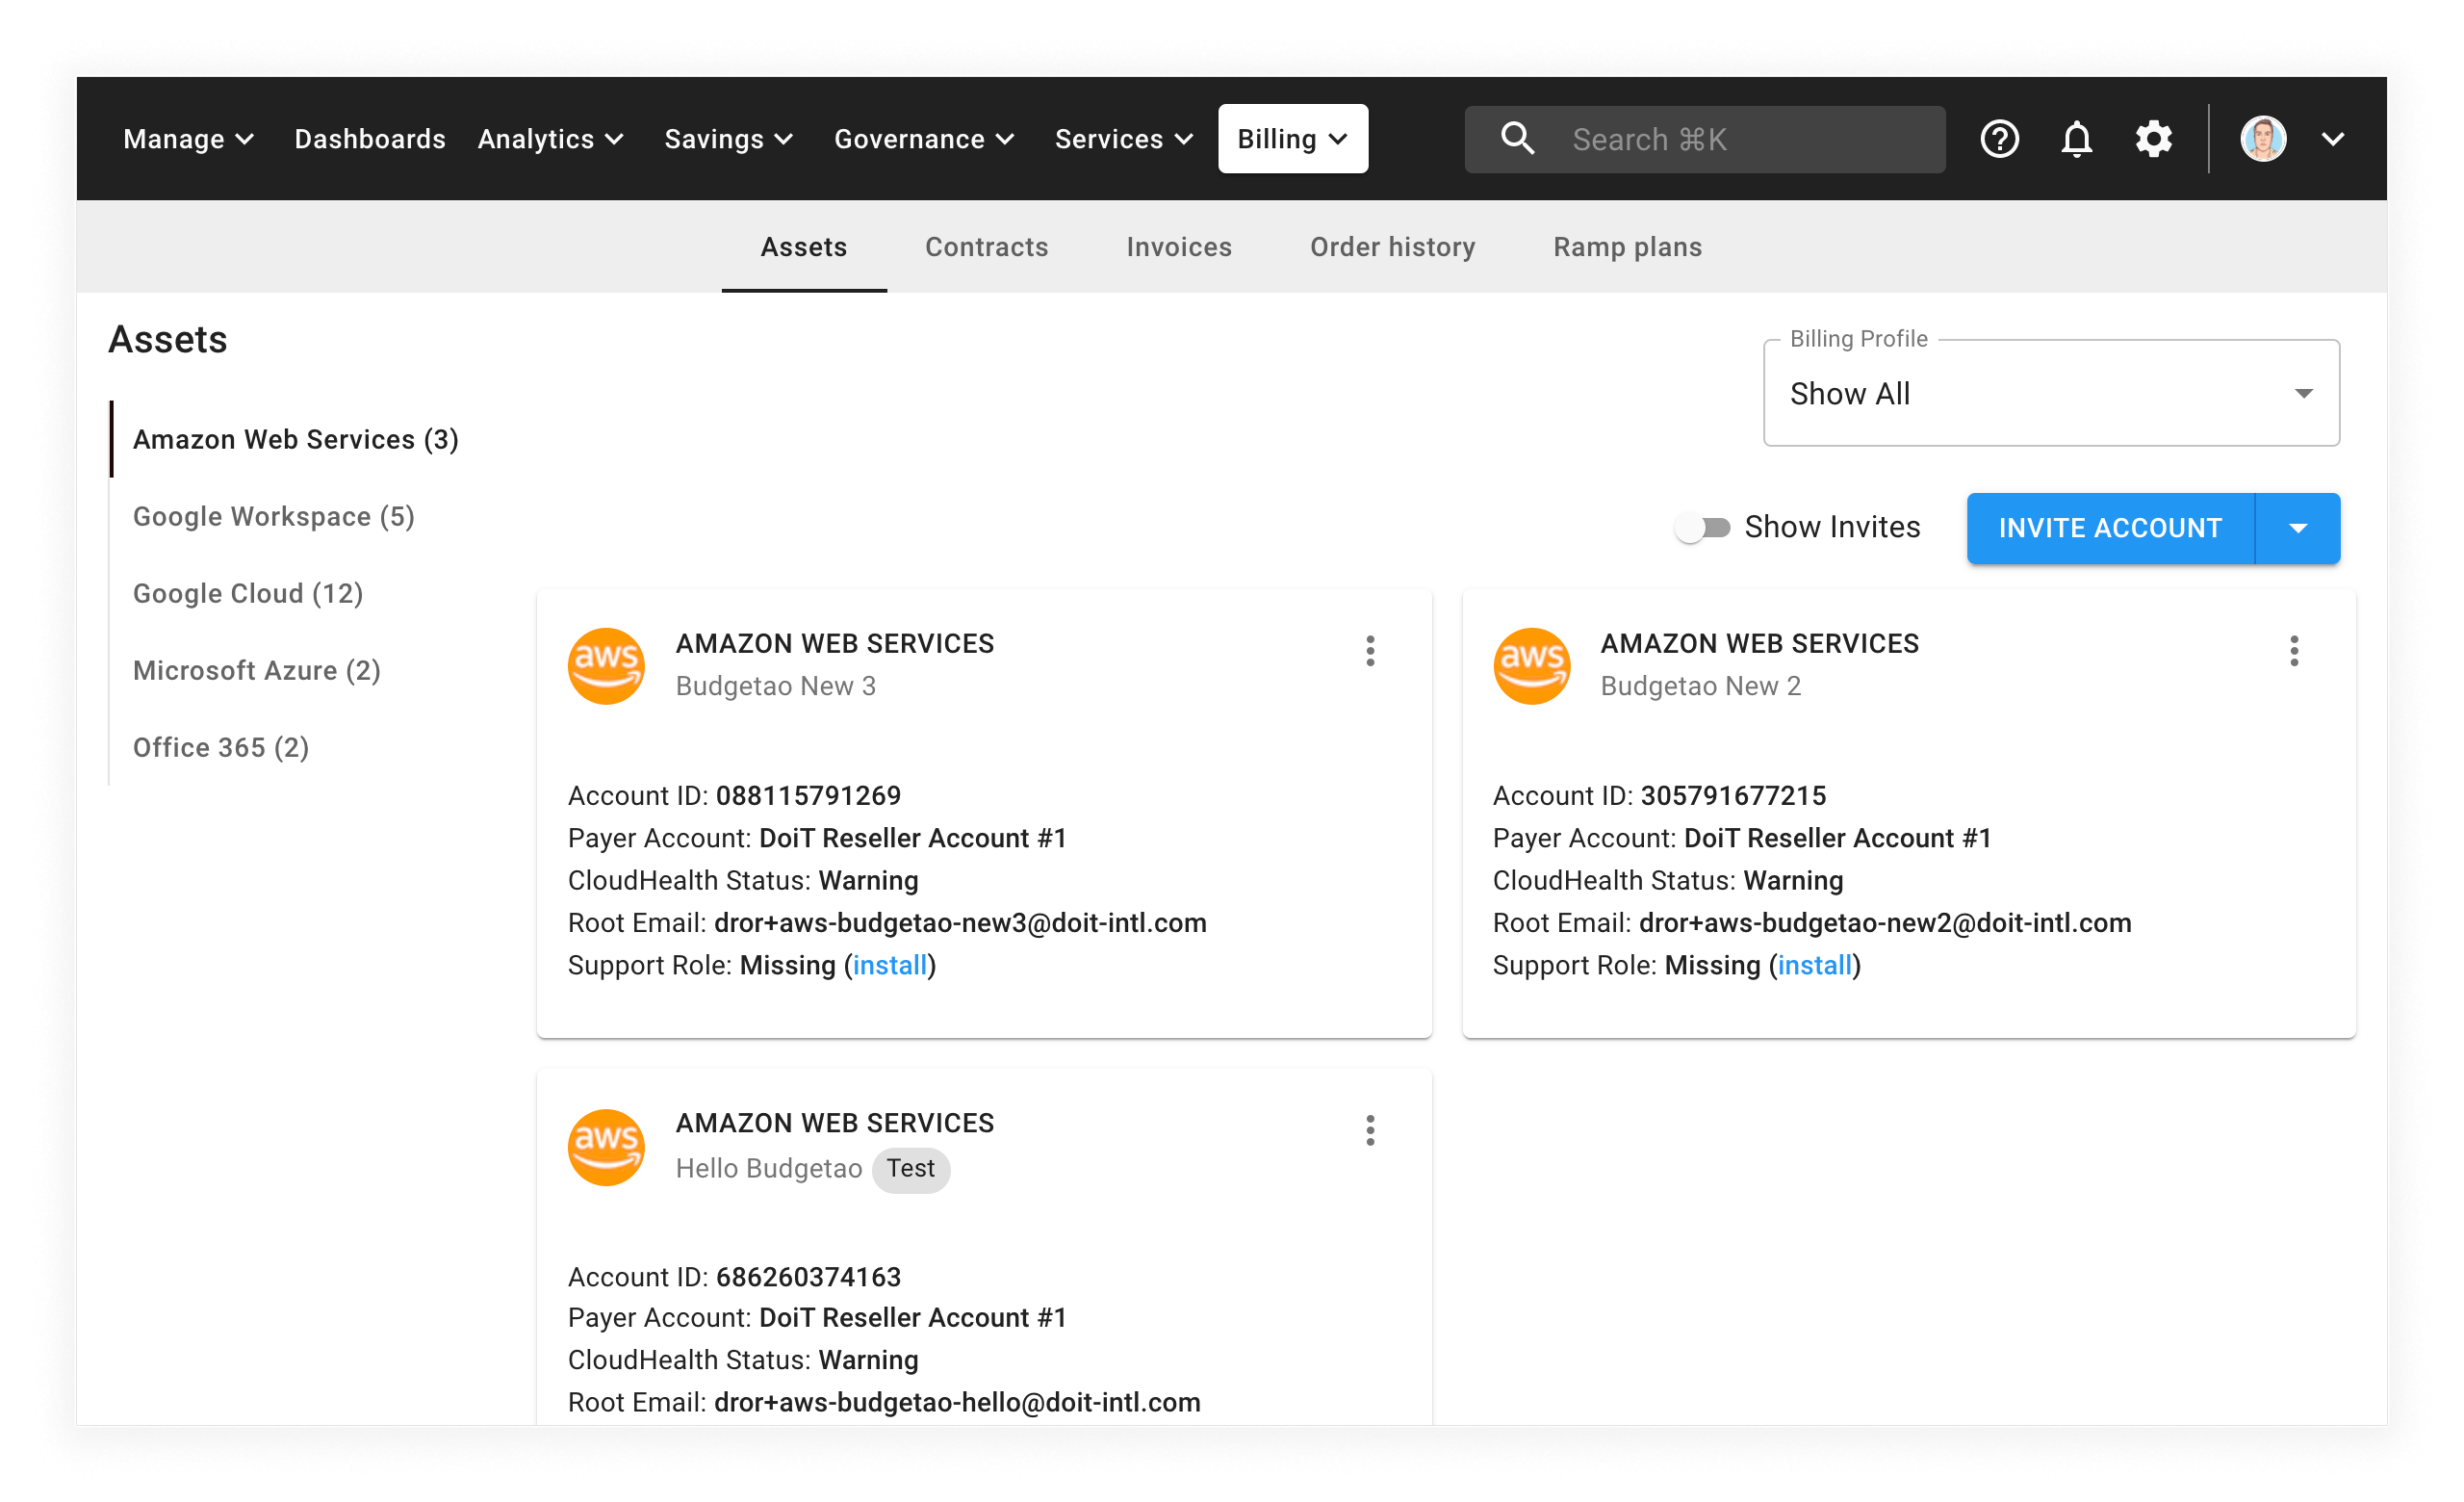 Manage Dashboards Analytics Savings Governance Services Billing Search ⌘K
Assets Contracts Invoices Order history Ramp plans
Assets
Billing Profile
Show All
Amazon Web Services (3)
Google Workspace (5)
Google Cloud (12)
Microsoft Azure (2)
Office 365 (2)
Show Invites INVITE ACCOUNT
aws
AMAZON WEB SERVICES
Budgetao New 3
Account ID: 088115791269
Payer Account: DoiT Reseller Account #1
CloudHealth Status: Warning
Root Email: dror+aws-budgetao-new3@doit-intl.com
Support Role: Missing (install)
aws
AMAZON WEB SERVICES
Budgetao New 2
Account ID: 305791677215
Payer Account: DoiT Reseller Account #1
CloudHealth Status: Warning
Root Email: dror+aws-budgetao-new2@doit-intl.com
Support Role: Missing (install)
aws
AMAZON WEB SERVICES
Hello Budgetao Test
Account ID: 686260374163
Payer Account: DoiT Reseller Account #1
CloudHealth Status: Warning
Root Email: dror+aws-budgetao-hello@doit-intl.com